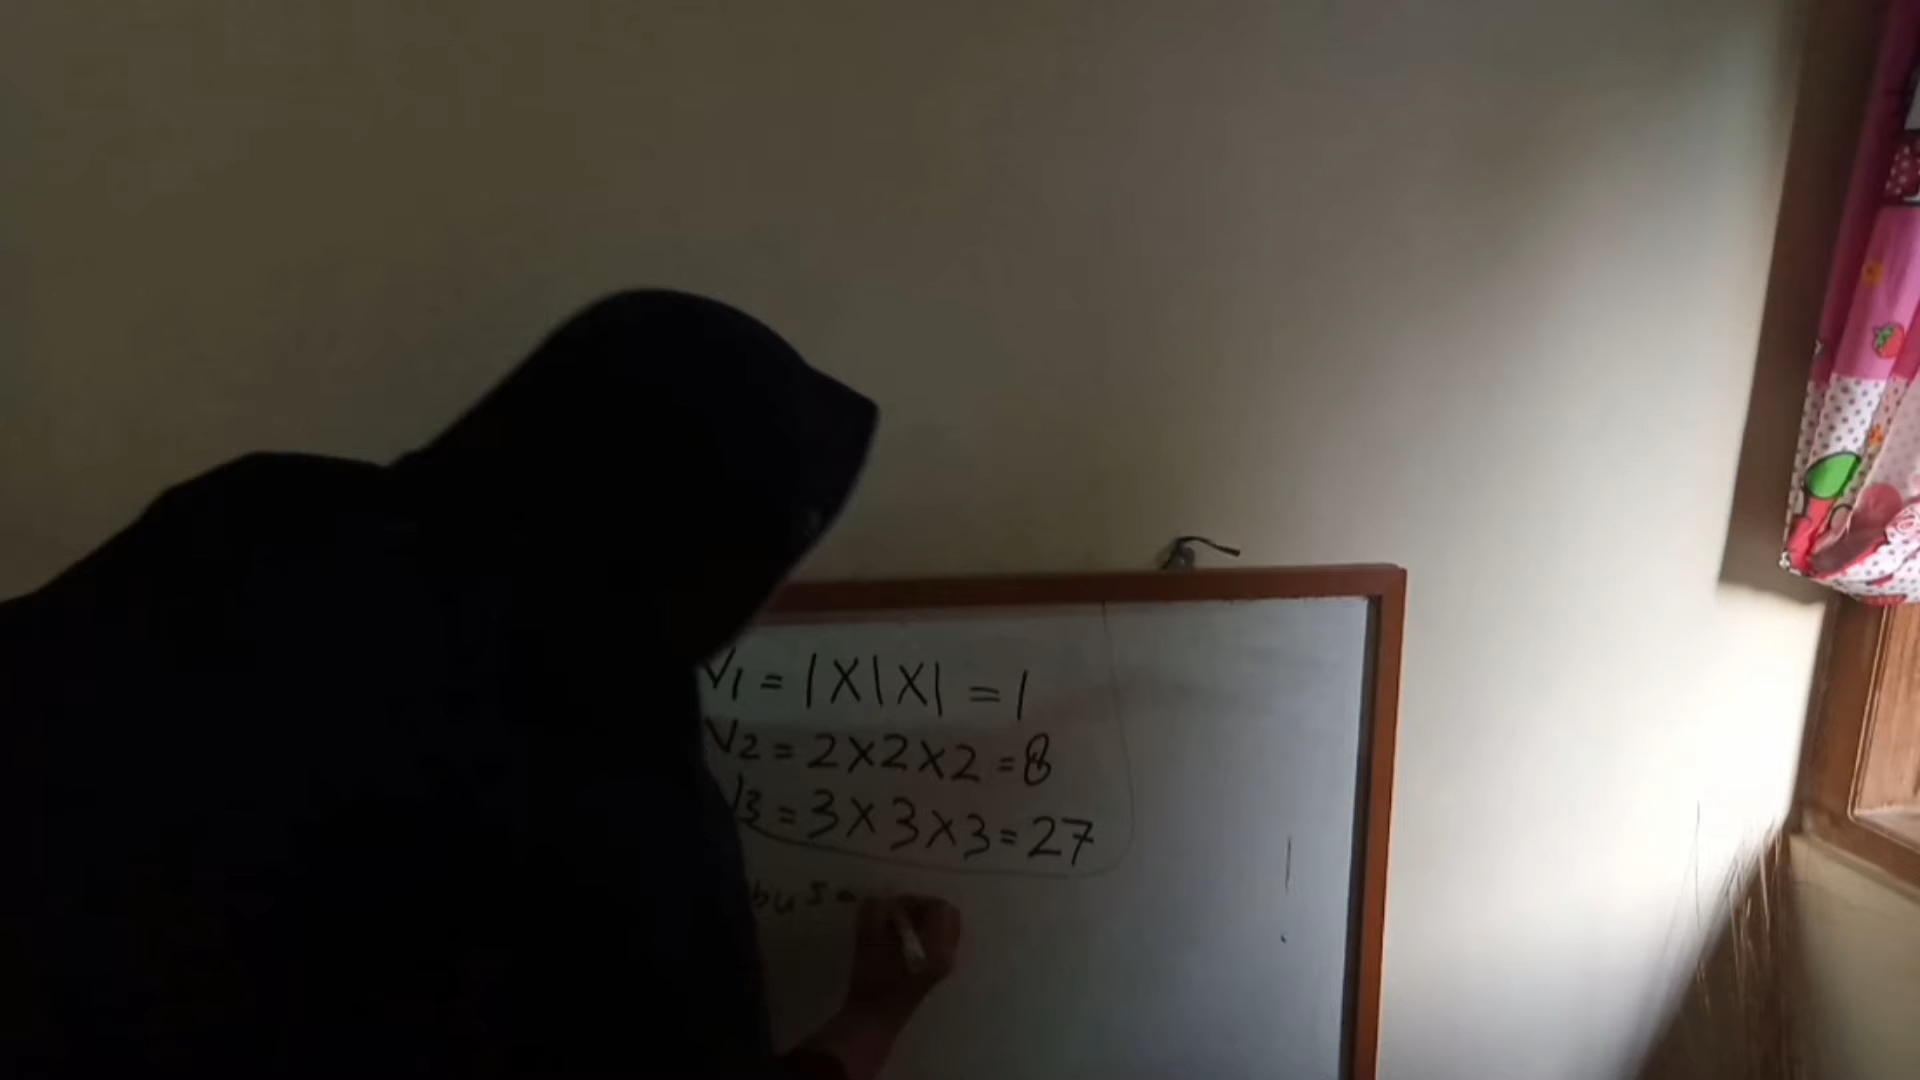 V1 = 1X1X1 = 1
V2 = 2X2X2 = 8
V3 = 3X3X3 = 27